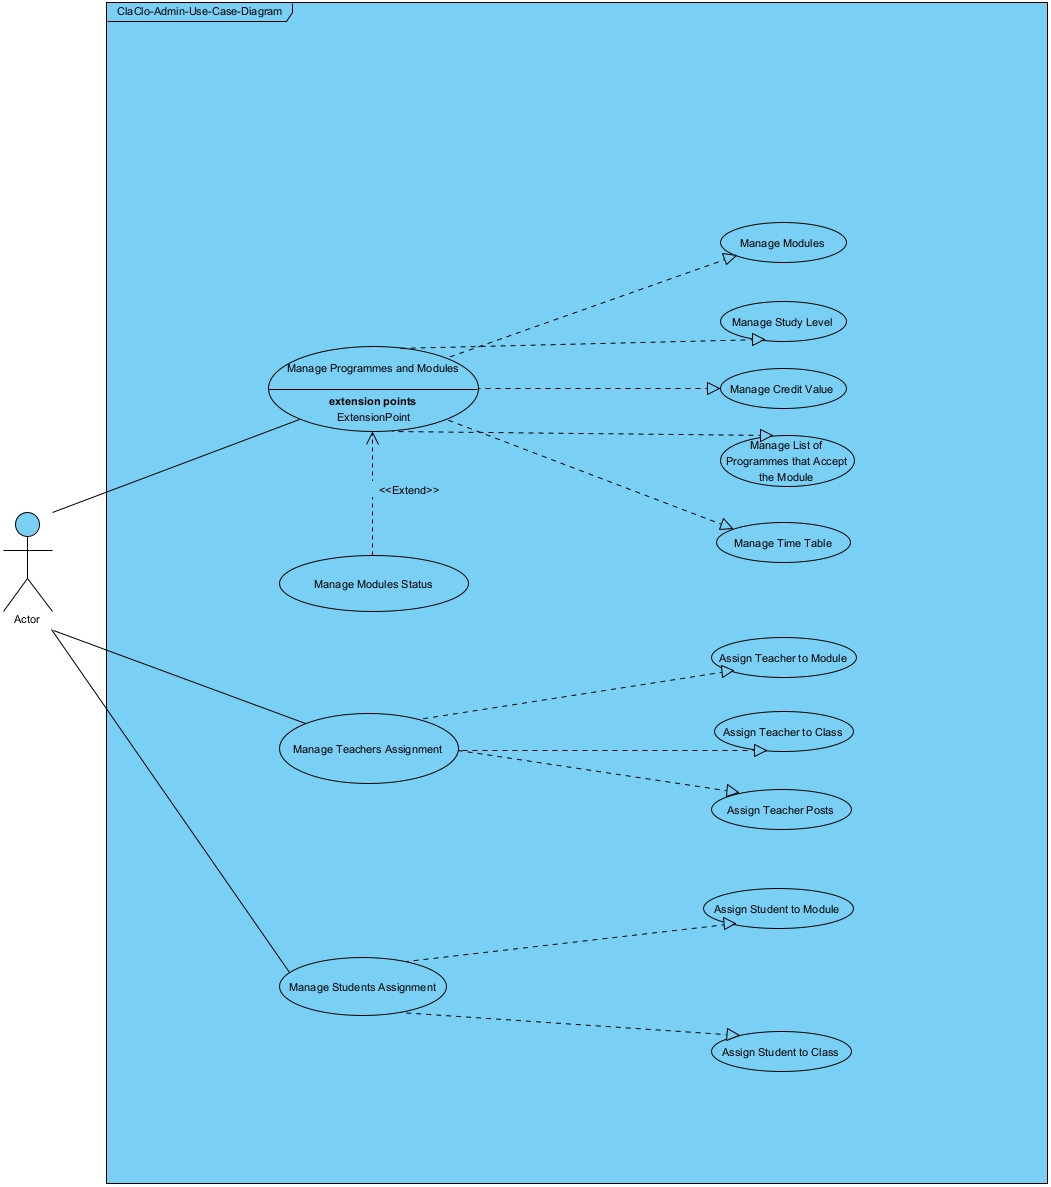 ClaClo-Admin-Use-Case-Diagram
Manage Modules
Manage Study Level
Manage Programmes and Modules
extension points
ExtensionPoint
Manage Credit Value
Manage List of
Programmes that Accept
the Module
<<Extend>>
Manage Time Table
Manage Modules Status
Actor
Assign Teacher to Module
Assign Teacher to Class
Manage Teachers Assignment
Assign Teacher Posts
Assign Student to Module
Manage Students Assignment
Assign Student to Class